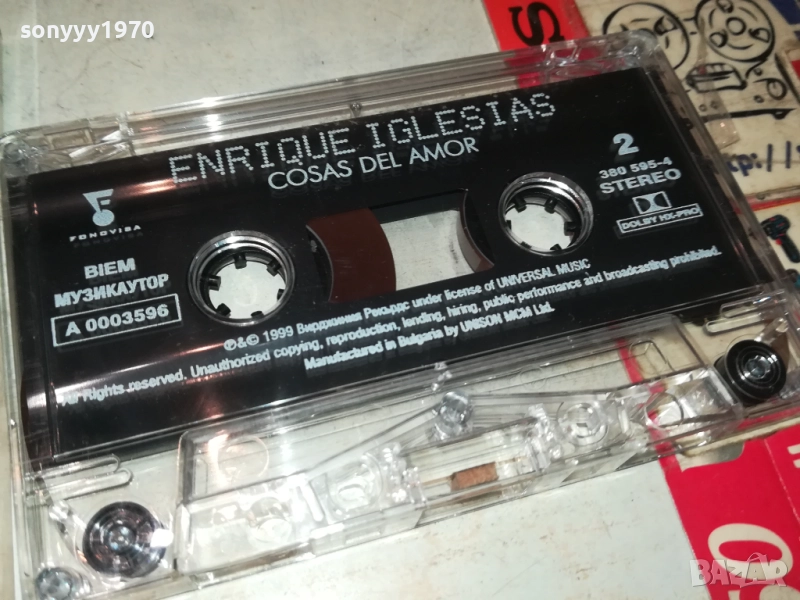 sonyyy1970
S
xp://
ENRIQUE IGLESIAS
COSAS DEL AMOR
2
380 595-4
STEREO
DOLBY HX-PRO
FONOVISA
BIEM
МУЗИКАУТОР
A 0003596
℗&© 1999 Вирджиния Рекърдс under license of UNIVERSAL MUSIC
All Rights reserved. Unauthorized copying, reproduction, lending, hiring, public performance and broadcasting prohibited.
Manufactured in Bulgaria by UNISON MCM Ltd.
BAZAR